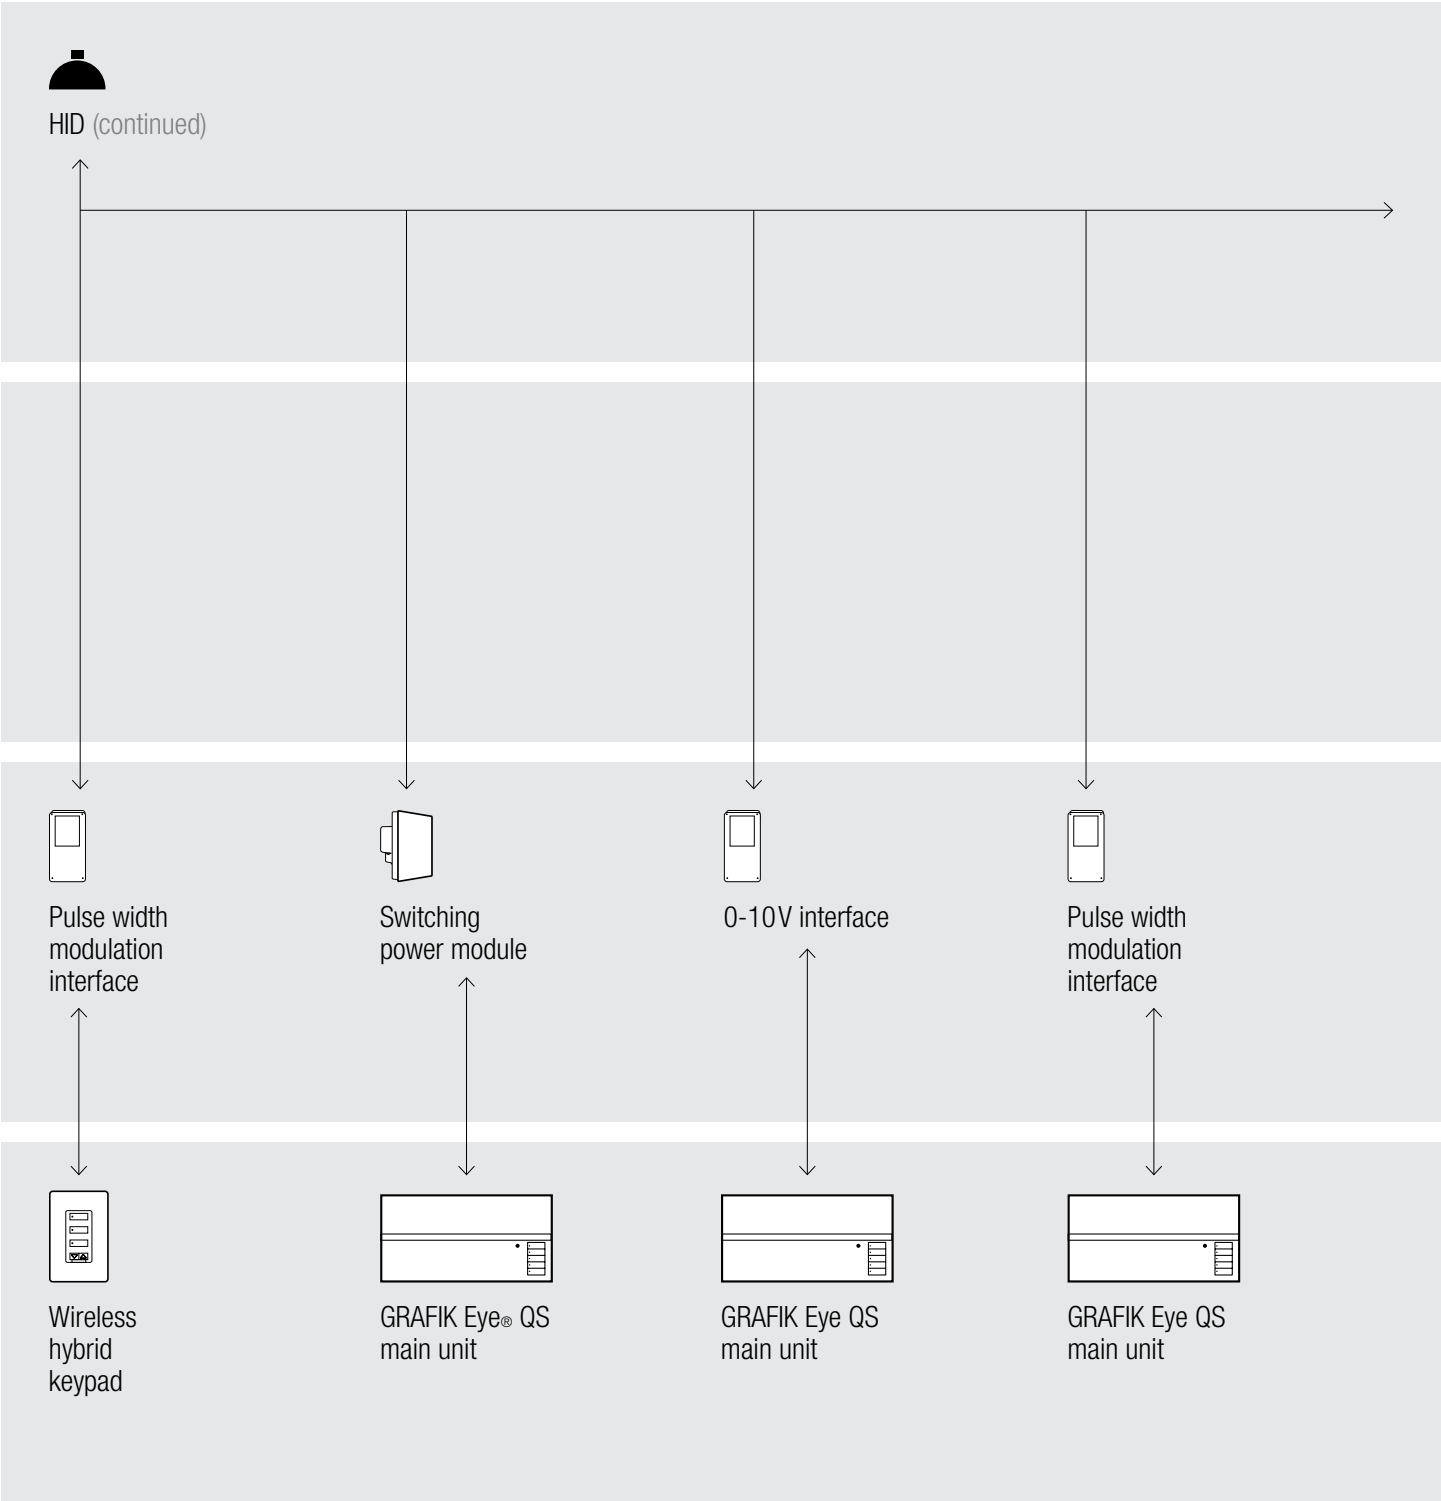 HID (continued)
Pulse width
modulation
interface
Switching
power module
0-10V interface
Pulse width
modulation
interface
Wireless
hybrid
keypad
GRAFIK Eye® QS
main unit
GRAFIK Eye QS
main unit
GRAFIK Eye QS
main unit